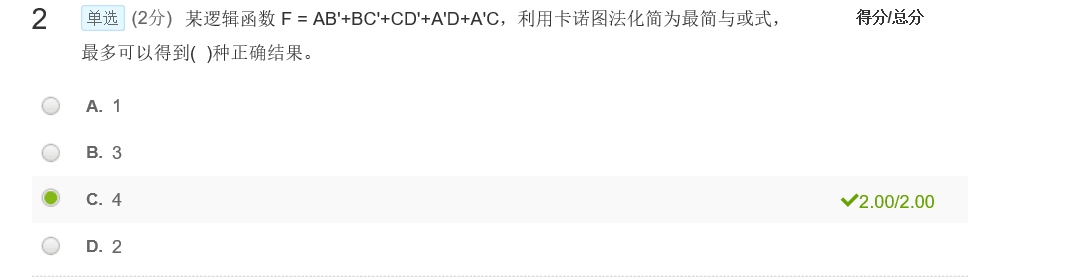 2 单选 (2分) 某逻辑函数 F = AB'+BC'+CD'+A'D+A'C，利用卡诺图法化简为最简与或式， 得分/总分
最多可以得到( )种正确结果。
A. 1
B. 3
C. 4 2.00/2.00
D. 2